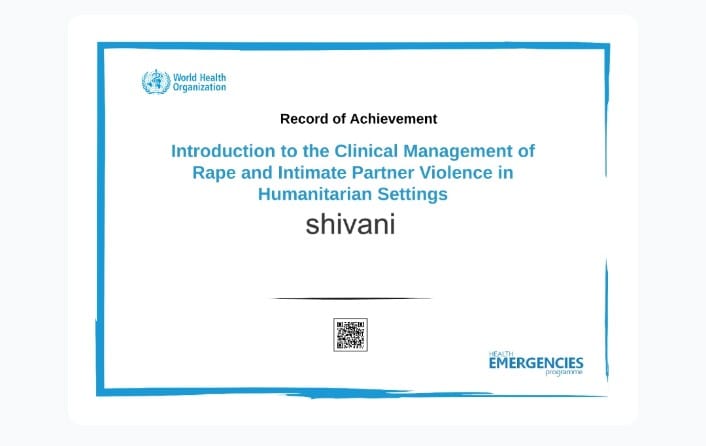 World Health
Organization
Record of Achievement
Introduction to the Clinical Management of
Rape and Intimate Partner Violence in
Humanitarian Settings
shivani
HEALTH
EMERGENCIES
programme